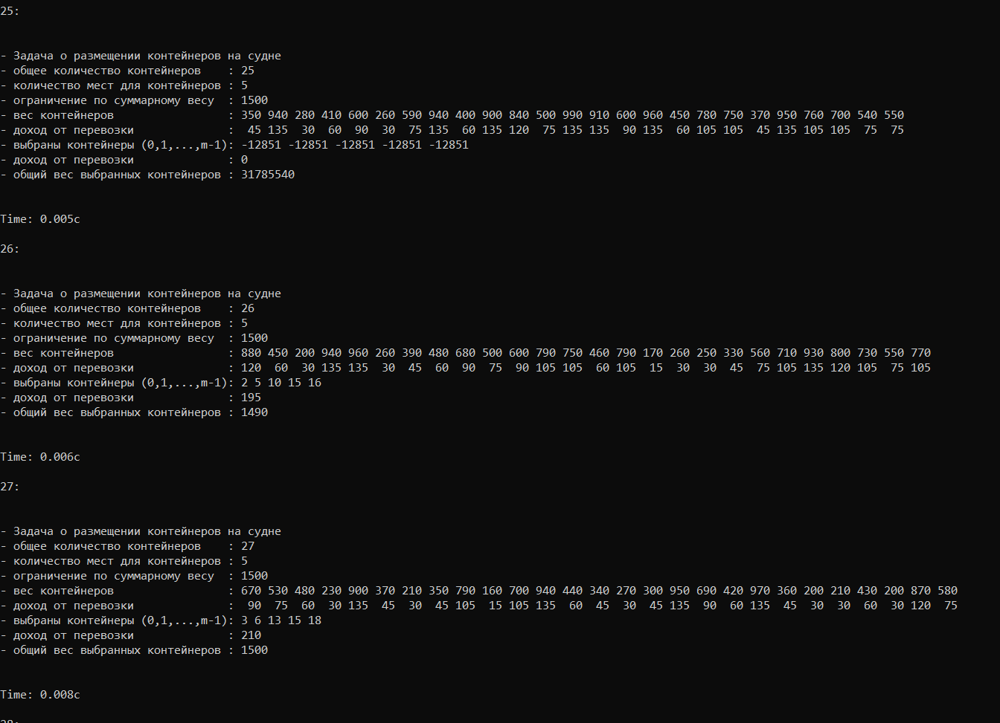 25:
- Задача о размещении контейнеров на судне
- общее количество контейнеров    : 25
- количество мест для контейнеров : 5
- ограничение по суммарному весу  : 1500
- вес контейнеров                 : 350 940 280 410 600 260 590 940 400 900 840 500 990 910 600 960 450 780 750 370 950 760 700 540 550
- доход от перевозки              :  45 135  30  60  90  30  75 135  60 135 120  75 135 135  90 135  60 105 105  45 135 105 105  75  75
- выбраны контейнеры (0,1,...,m-1): -12851 -12851 -12851 -12851 -12851
- доход от перевозки              : 0
- общий вес выбранных контейнеров : 31785540
Time: 0.005с
26:
- Задача о размещении контейнеров на судне
- общее количество контейнеров    : 26
- количество мест для контейнеров : 5
- ограничение по суммарному весу  : 1500
- вес контейнеров                 : 880 450 200 940 960 260 390 480 680 500 600 790 750 460 790 170 260 250 330 560 710 930 800 730 550 770
- доход от перевозки              : 120  60  30 135 135  30  45  60  90  75  90 105 105  60 105  15  30  30  45  75 105 135 120 105  75 105
- выбраны контейнеры (0,1,...,m-1): 2 5 10 15 16
- доход от перевозки              : 195
- общий вес выбранных контейнеров : 1490
Time: 0.006с
27:
- Задача о размещении контейнеров на судне
- общее количество контейнеров    : 27
- количество мест для контейнеров : 5
- ограничение по суммарному весу  : 1500
- вес контейнеров                 : 670 530 480 230 900 370 210 350 790 160 700 940 440 340 270 300 950 690 420 970 360 200 210 430 200 870 580
- доход от перевозки              :  90  75  60  30 135  45  30  45 105  15 105 135  60  45  30  45 135  90  60 135  45  30  30  60  30 120  75
- выбраны контейнеры (0,1,...,m-1): 3 6 13 15 18
- доход от перевозки              : 210
- общий вес выбранных контейнеров : 1500
Time: 0.008с